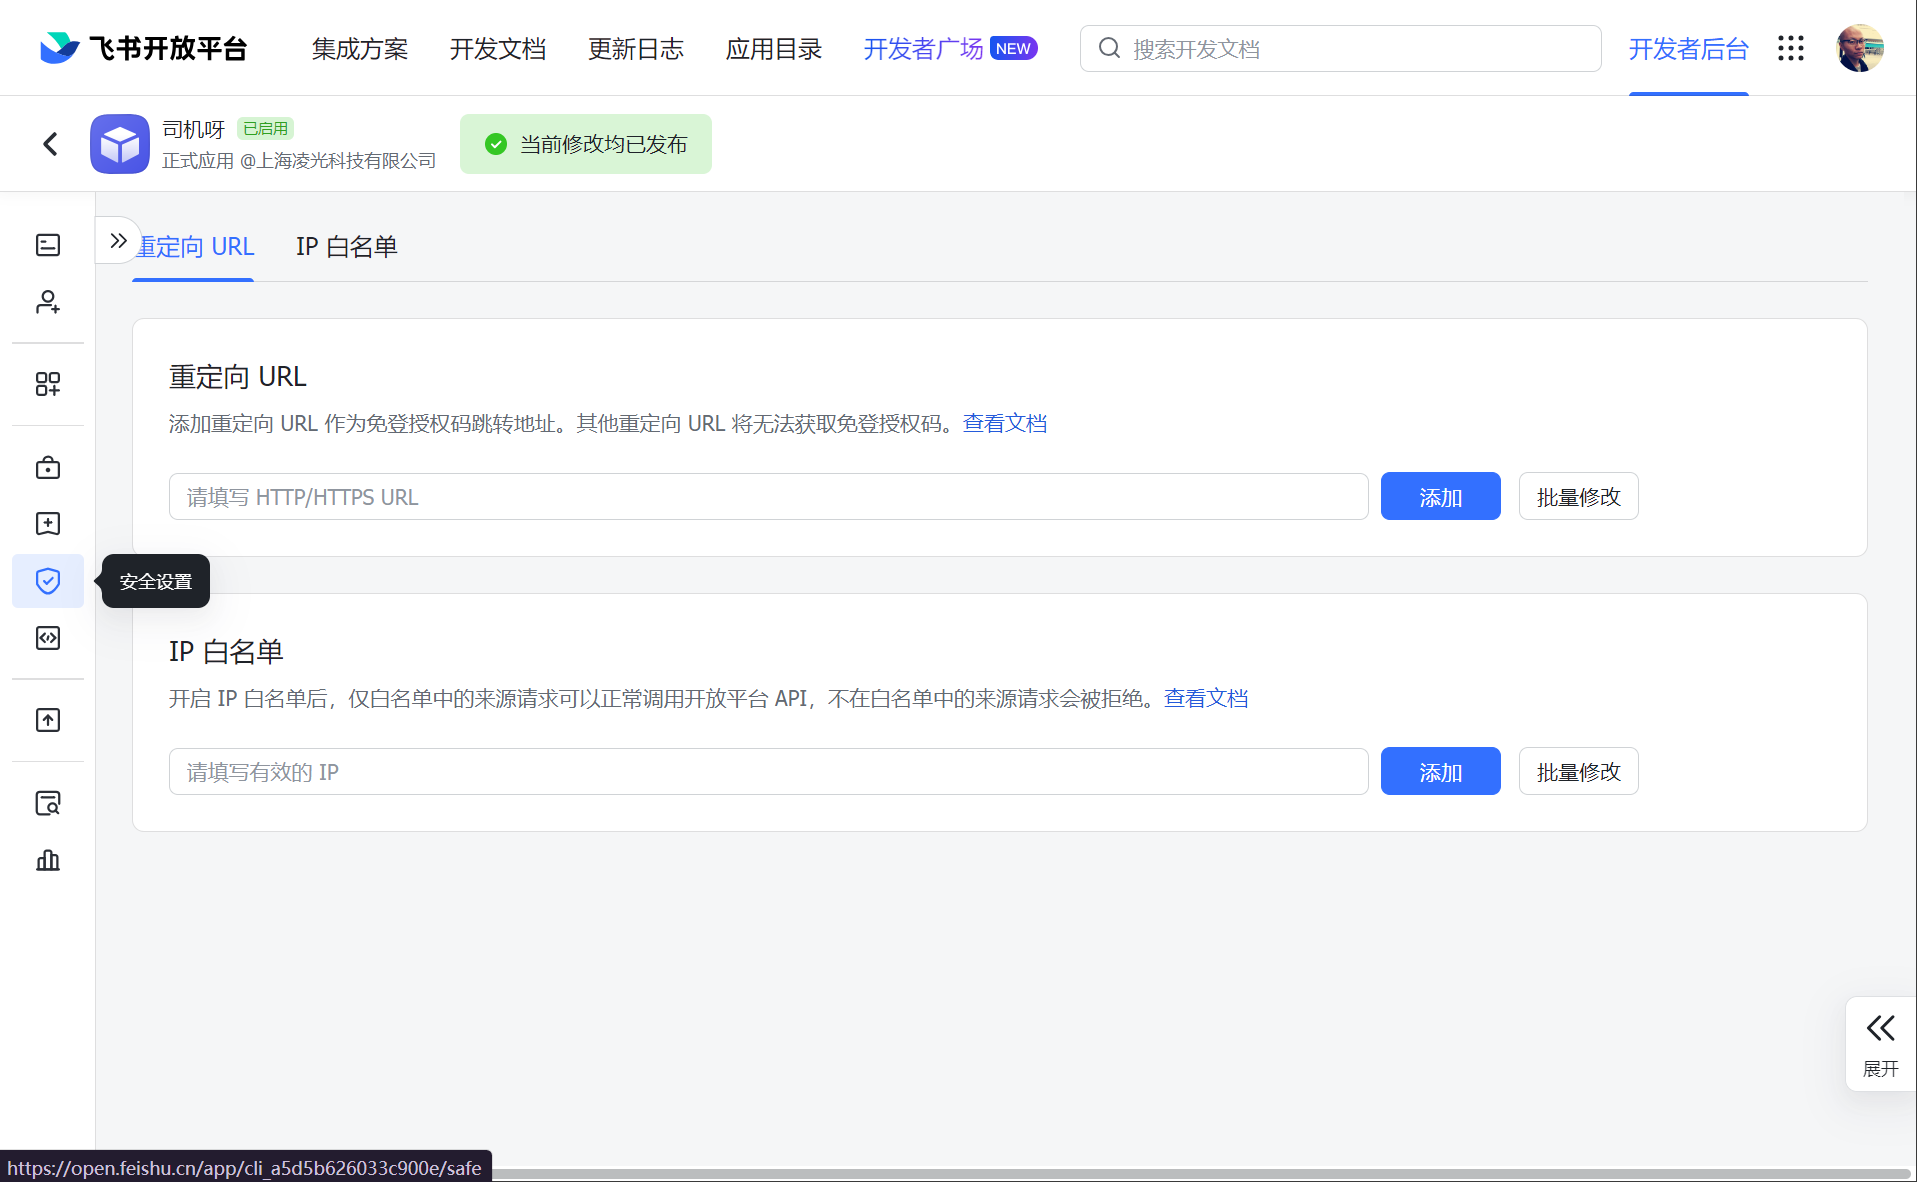 飞书开放平台
集成方案
开发文档
更新日志
应用目录
开发者广场 NEW
搜索开发文档
开发者后台
司机呀 已启用
正式应用 @上海凌光科技有限公司
当前修改均已发布
重定向 URL
IP 白名单
重定向 URL
添加重定向 URL 作为免登授权码跳转地址。其他重定向 URL 将无法获取免登授权码。查看文档
请填写 HTTP/HTTPS URL
添加
批量修改
安全设置
IP 白名单
开启 IP 白名单后，仅白名单中的来源请求可以正常调用开放平台 API，不在白名单中的来源请求会被拒绝。查看文档
请填写有效的 IP
添加
批量修改
展开
https://open.feishu.cn/app/cli_a5d5b626033c900e/safe